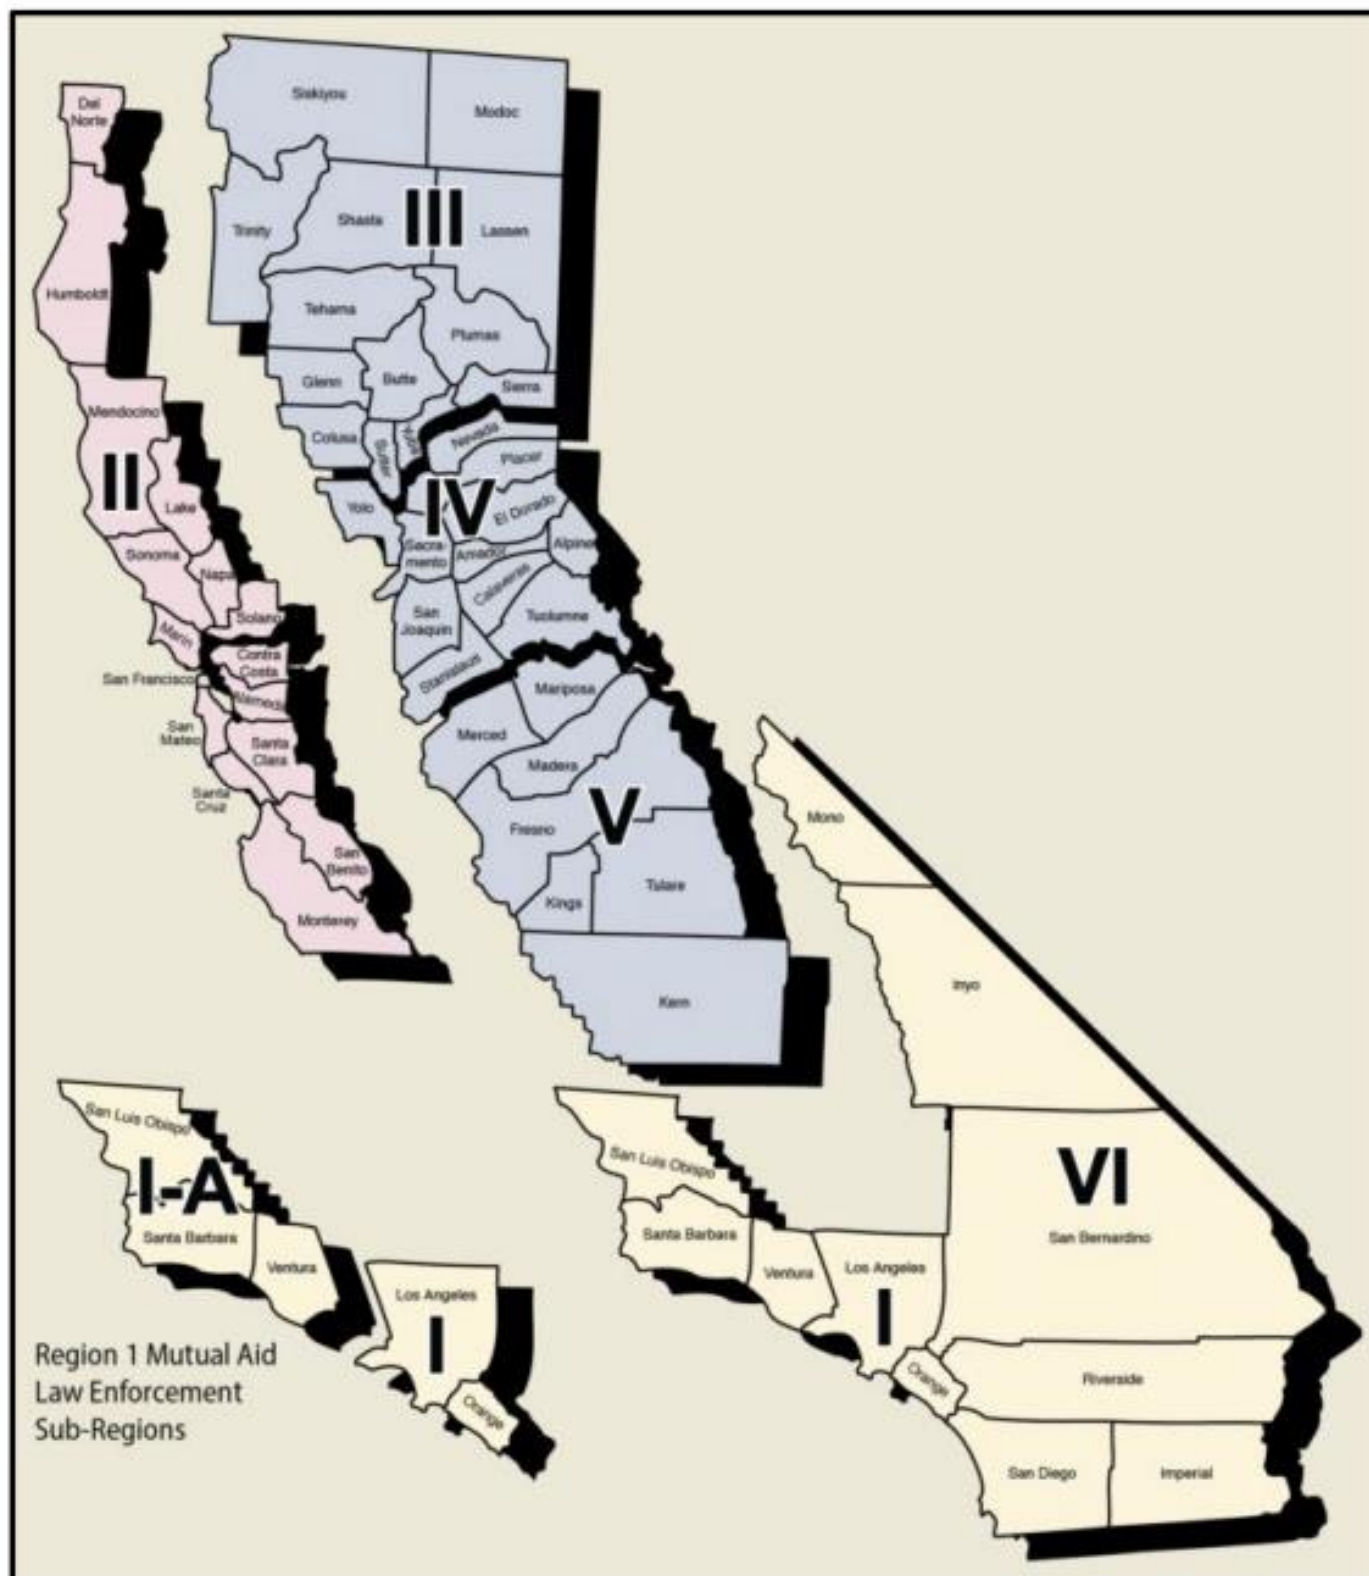 Siskiyou
Modoc
Del
Norte
Trinity
Shasta
III
Lassen
Humboldt
Tehama
Plumas
Glenn
Butte
Sierra
Mendocino
Colusa
Sutter
Yuba
Nevada
Placer
II
Lake
Yolo
IV
El Dorado
Sonoma
Napa
Sacra-
mento
Amador
Alpine
Calaveras
Solano
Marin
San
Joaquin
Tuolumne
Contra
Costa
San Francisco
Stanislaus
Alameda
Mariposa
San
Mateo
Santa
Clara
Merced
Madera
Santa
Cruz
V
Mono
Fresno
San
Benito
Tulare
Kings
Monterey
Inyo
Kern
San Luis Obispo
I-A
Santa Barbara
Ventura
Los Angeles
I
Orange
San Luis Obispo
Santa Barbara
Ventura
Los Angeles
I
Orange
VI
San Bernardino
Riverside
San Diego
Imperial
Region 1 Mutual Aid
Law Enforcement
Sub-Regions